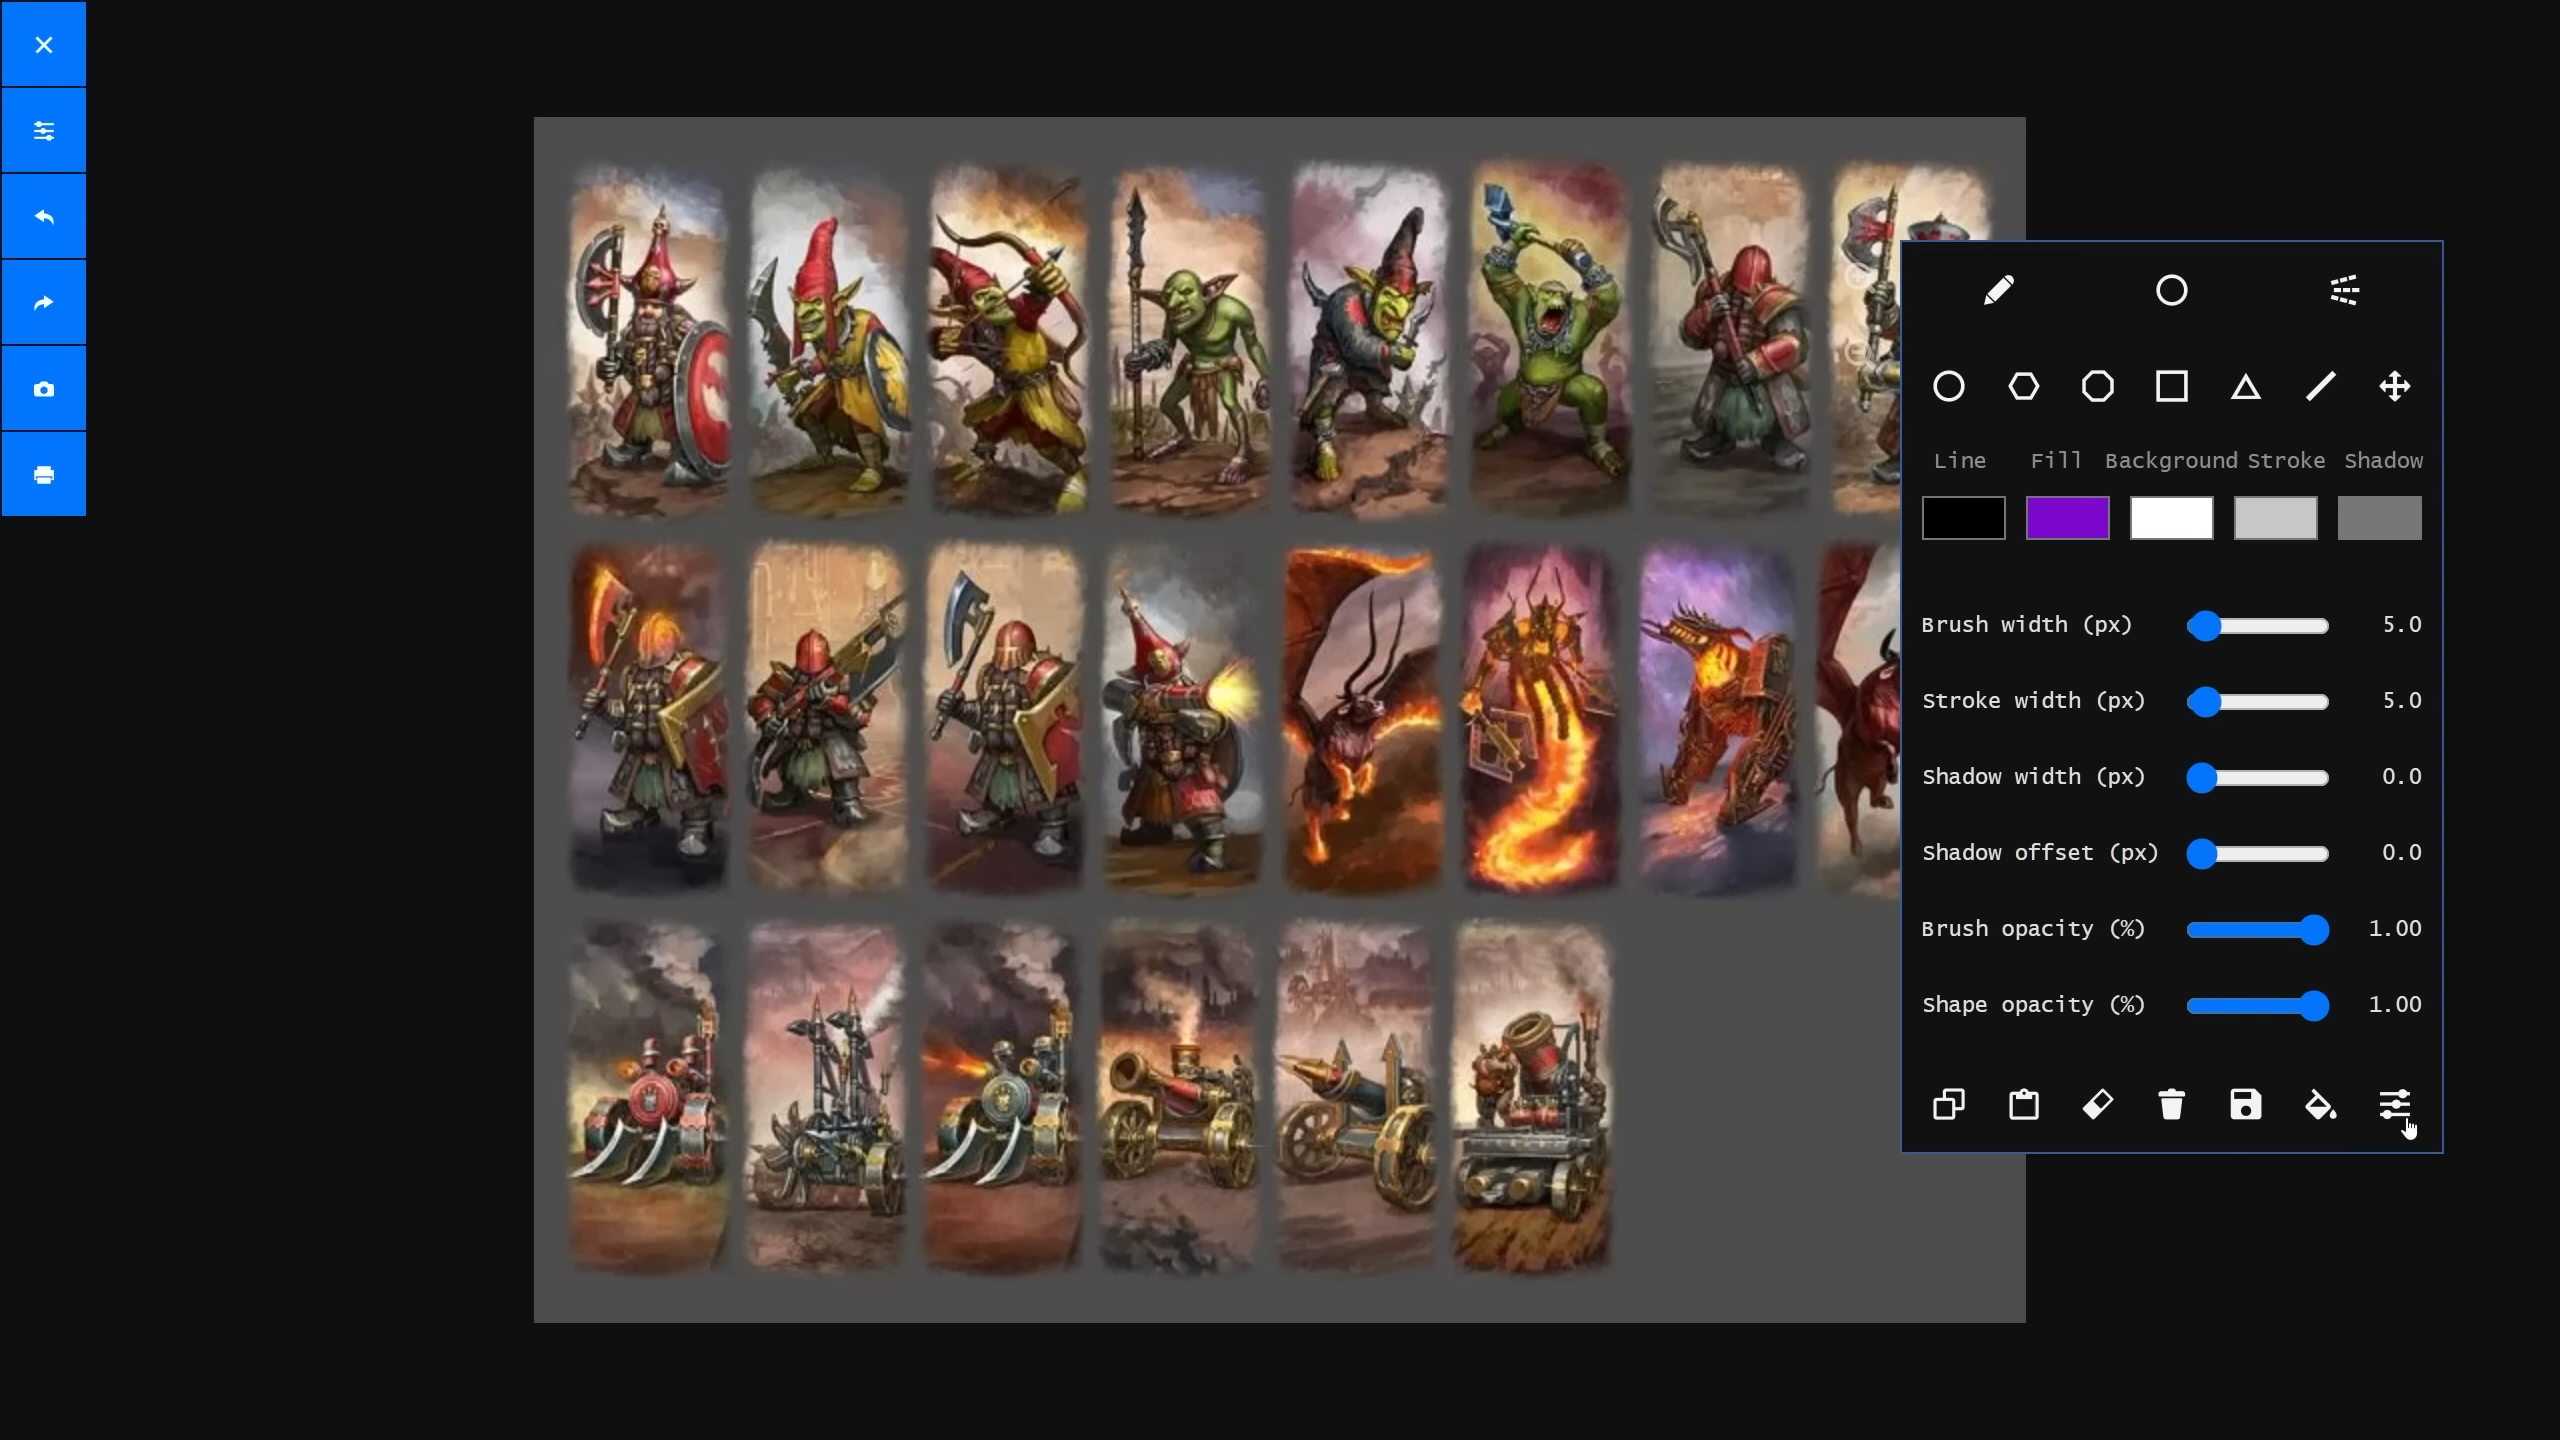 Line Fill Background Stroke Shadow
Brush width (px) 5.0
Stroke width (px) 5.0
Shadow width (px) 0.0
Shadow offset (px) 0.0
Brush opacity (%) 1.00
Shape opacity (%) 1.00